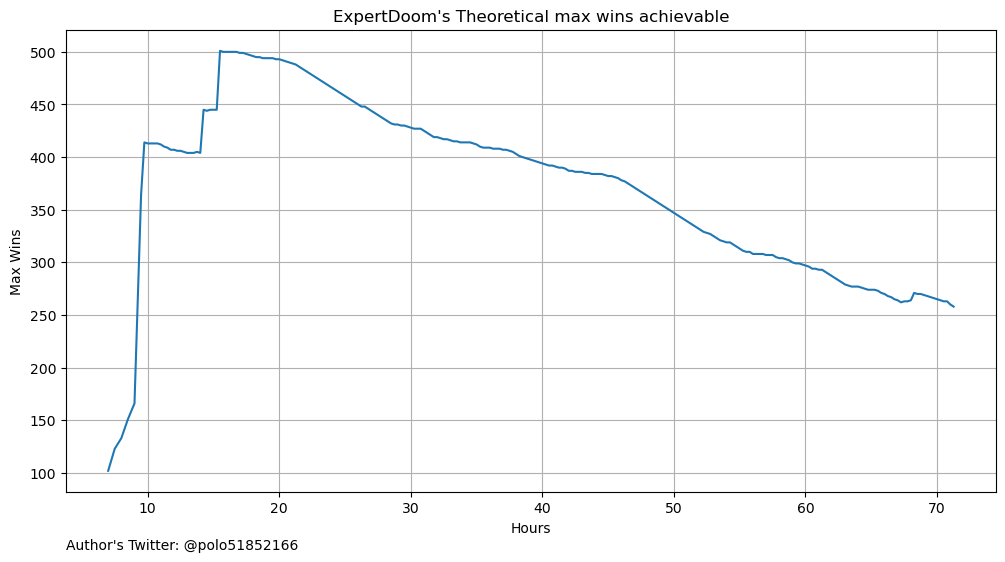 ExpertDoom's Theoretical max wins achievable
500
450
400
350
300
250
200
150
100
Max Wins
10 20 30 40 50 60 70
Hours
Author's Twitter: @polo51852166